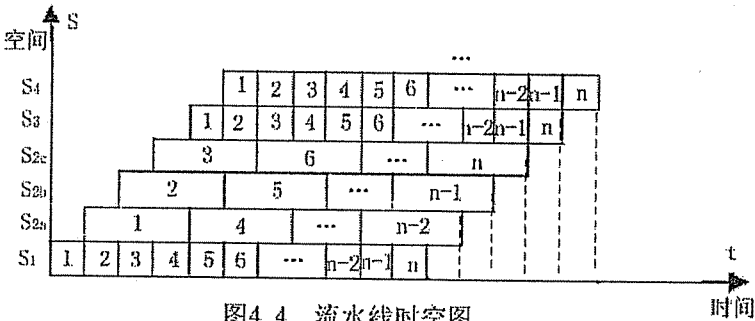 S
空间
...
S4 1 2 3 4 5 6 ... n-2 n-1 n
S3 1 2 3 4 5 6 ... n-2 n-1 n
S2c 3 6 ... n
S2b 2 5 ... n-1
S2a 1 4 ... n-2
S1 1 2 3 4 5 6 ... n-2 n-1 n
t
时间
图4.4 流水线时空图